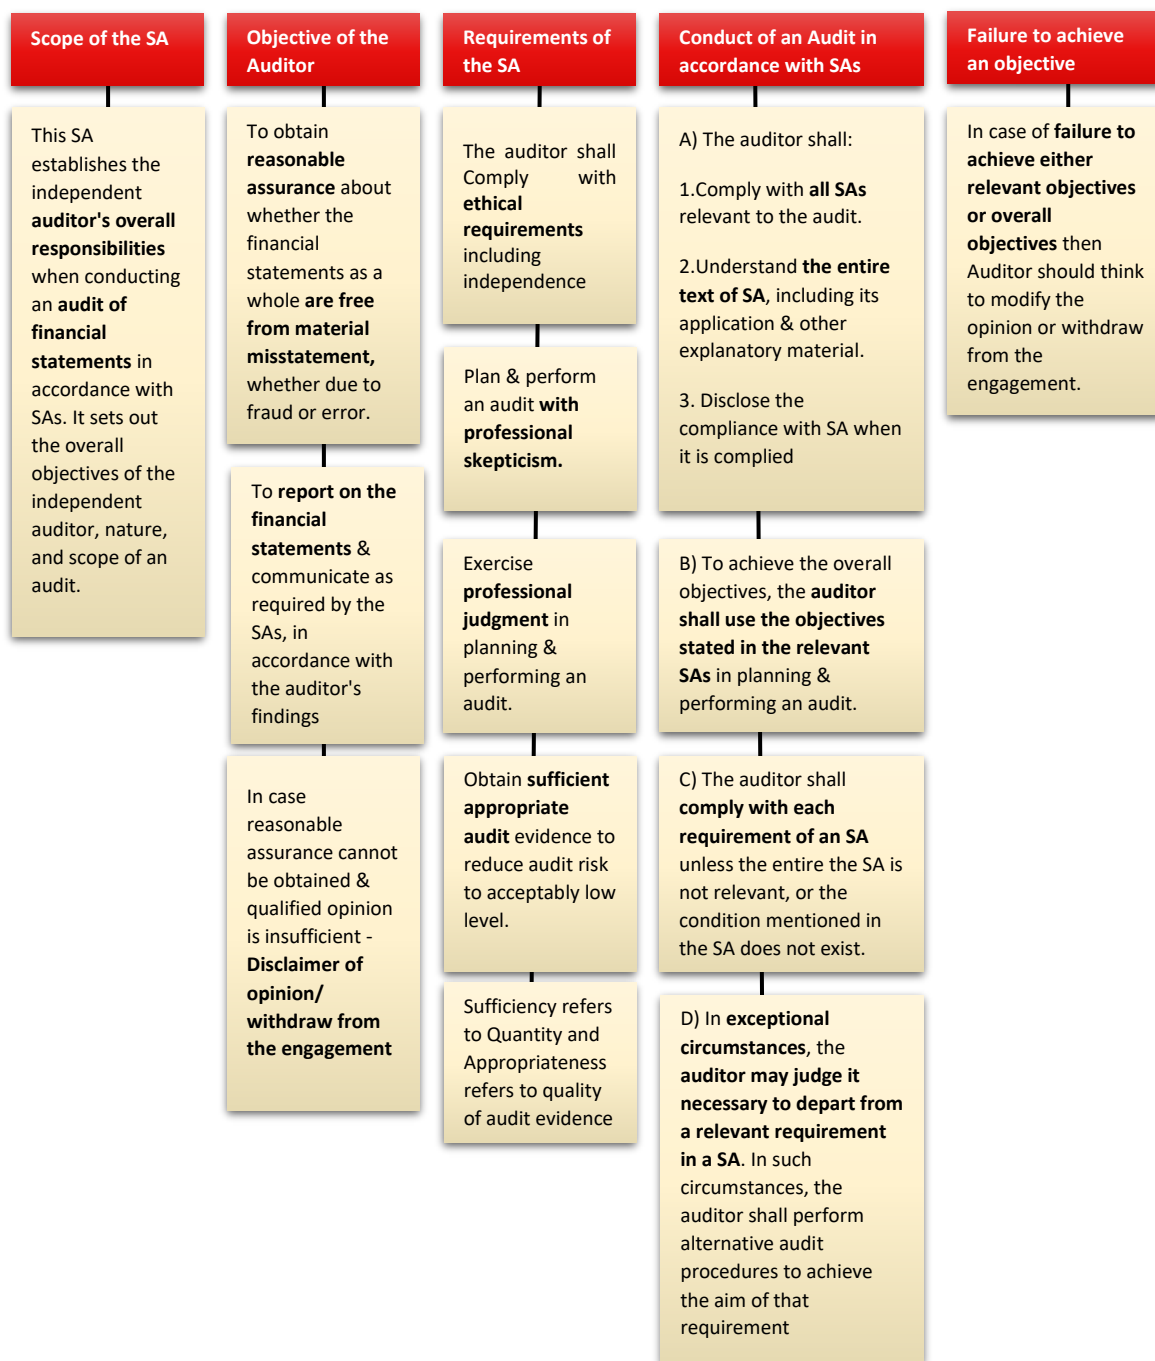 Scope of the SA
This SA
establishes the
independent
auditor's overall
responsibilities
when conducting
an audit of
financial
statements in
accordance with
SAs. It sets out
the overall
objectives of the
independent
auditor, nature,
and scope of an
audit.
Objective of the
Auditor
To obtain
reasonable
assurance about
whether the
financial
statements as a
whole are free
from material
misstatement,
whether due to
fraud or error.
To report on the
financial
statements &
communicate as
required by the
SAs, in
accordance with
the auditor's
findings
In case
reasonable
assurance cannot
be obtained &
qualified opinion
is insufficient -
Disclaimer of
opinion/
withdraw from
the engagement
Requirements of
the SA
The auditor shall
Comply with
ethical
requirements
including
independence
Plan & perform
an audit with
professional
skepticism.
Exercise
professional
judgment in
planning &
performing an
audit.
Obtain sufficient
appropriate
audit evidence to
reduce audit risk
to acceptably low
level.
Sufficiency refers
to Quantity and
Appropriateness
refers to quality
of audit evidence
Conduct of an Audit in
accordance with SAs
A) The auditor shall:
1.Comply with all SAs
relevant to the audit.
2.Understand the entire
text of SA, including its
application & other
explanatory material.
3. Disclose the
compliance with SA when
it is complied
B) To achieve the overall
objectives, the auditor
shall use the objectives
stated in the relevant
SAs in planning &
performing an audit.
C) The auditor shall
comply with each
requirement of an SA
unless the entire the SA is
not relevant, or the
condition mentioned in
the SA does not exist.
D) In exceptional
circumstances, the
auditor may judge it
necessary to depart from
a relevant requirement
in a SA. In such
circumstances, the
auditor shall perform
alternative audit
procedures to achieve
the aim of that
requirement
Failure to achieve
an objective
In case of failure to
achieve either
relevant objectives
or overall
objectives then
Auditor should think
to modify the
opinion or withdraw
from the
engagement.